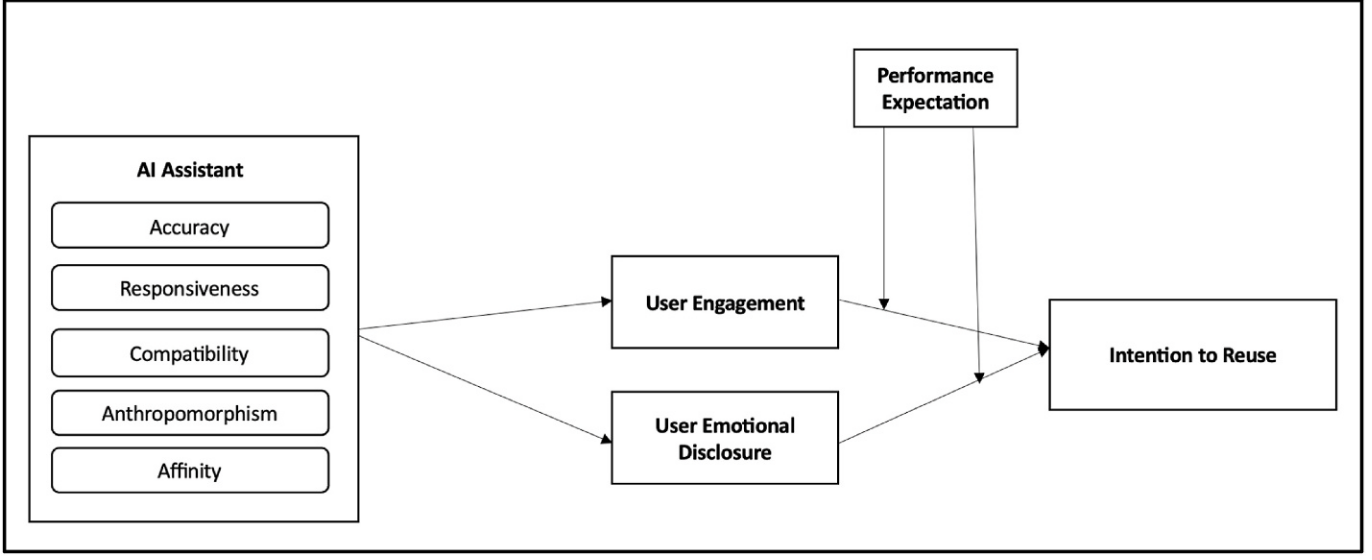 Performance
Expectation
AI Assistant
Accuracy
Responsiveness
Compatibility
Anthropomorphism
Affinity
User Engagement
User Emotional
Disclosure
Intention to Reuse